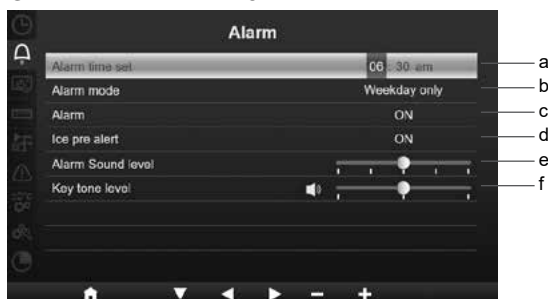 Alarm
Alarm time set 06 : 30 am a
Alarm mode Weekday only b
Alarm ON c
Ice pre alert ON d
Alarm Sound level e
Key tone level f